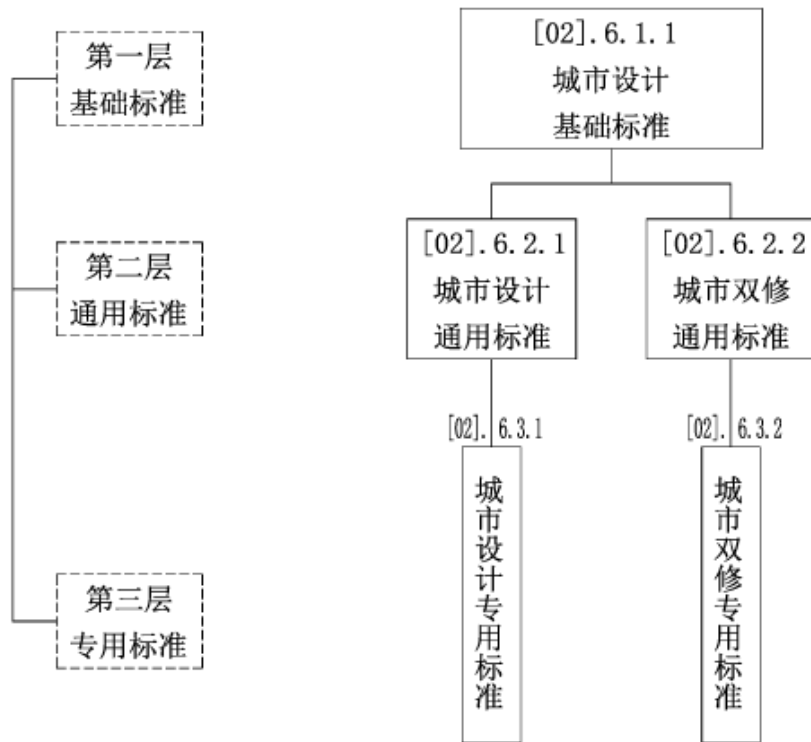 第一层
基础标准
[02].6.1.1
城市设计
基础标准
第二层
通用标准
[02].6.2.1
城市设计
通用标准
[02].6.2.2
城市双修
通用标准
第三层
专用标准
[02].6.3.1
城市设计专用标准
[02].6.3.2
城市双修专用标准